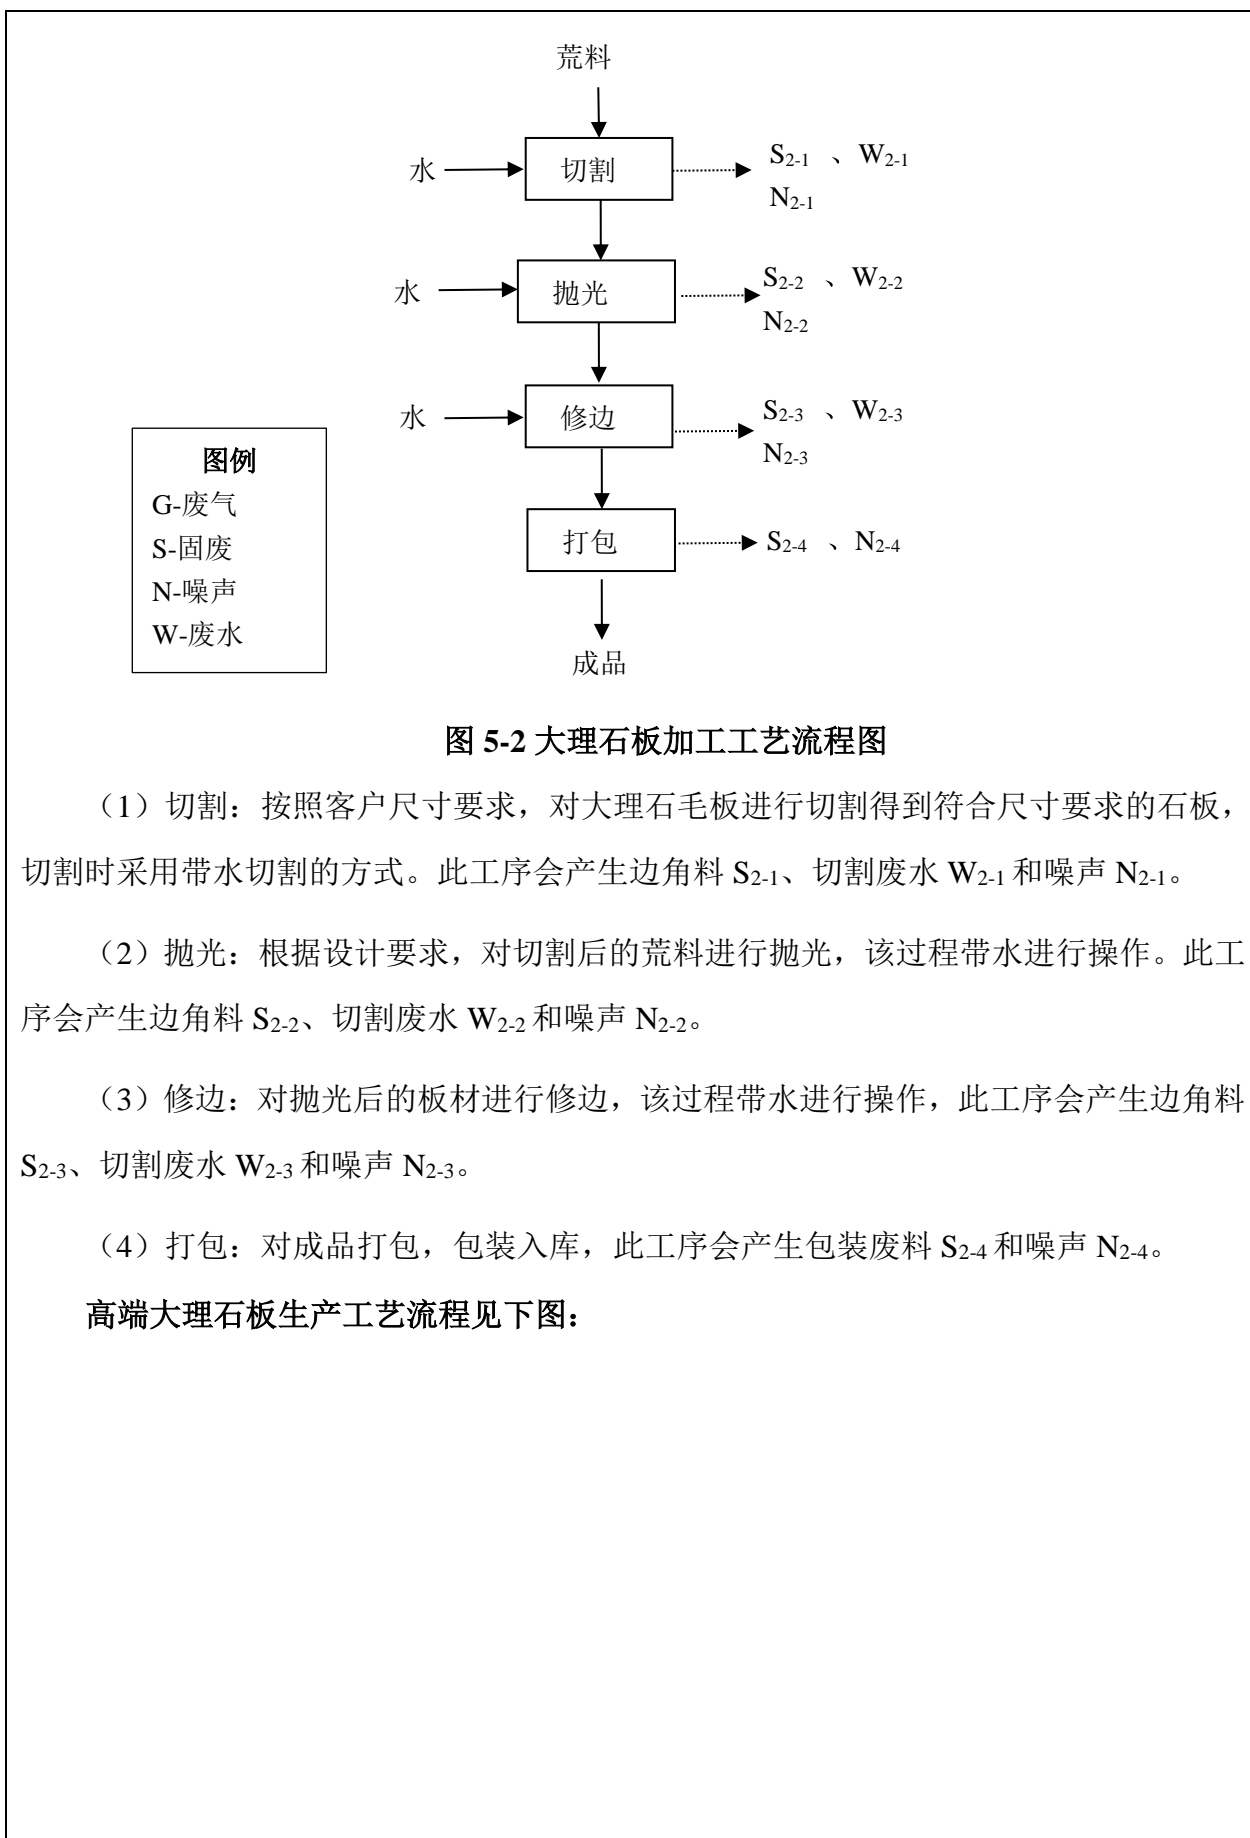 荒料
水 切割 S2-1 、W2-1
N2-1
水 抛光 S2-2 、W2-2
N2-2
水 修边 S2-3 、W2-3
N2-3
图例
G-废气
S-固废
N-噪声
W-废水
打包 S2-4 、N2-4
成品
图 5-2 大理石板加工工艺流程图
（1）切割：按照客户尺寸要求，对大理石毛板进行切割得到符合尺寸要求的石板，
切割时采用带水切割的方式。此工序会产生边角料 S2-1、切割废水 W2-1 和噪声 N2-1。
（2）抛光：根据设计要求，对切割后的荒料进行抛光，该过程带水进行操作。此工
序会产生边角料 S2-2、切割废水 W2-2 和噪声 N2-2。
（3）修边：对抛光后的板材进行修边，该过程带水进行操作，此工序会产生边角料
S2-3、切割废水 W2-3 和噪声 N2-3。
（4）打包：对成品打包，包装入库，此工序会产生包装废料 S2-4 和噪声 N2-4。
高端大理石板生产工艺流程见下图：